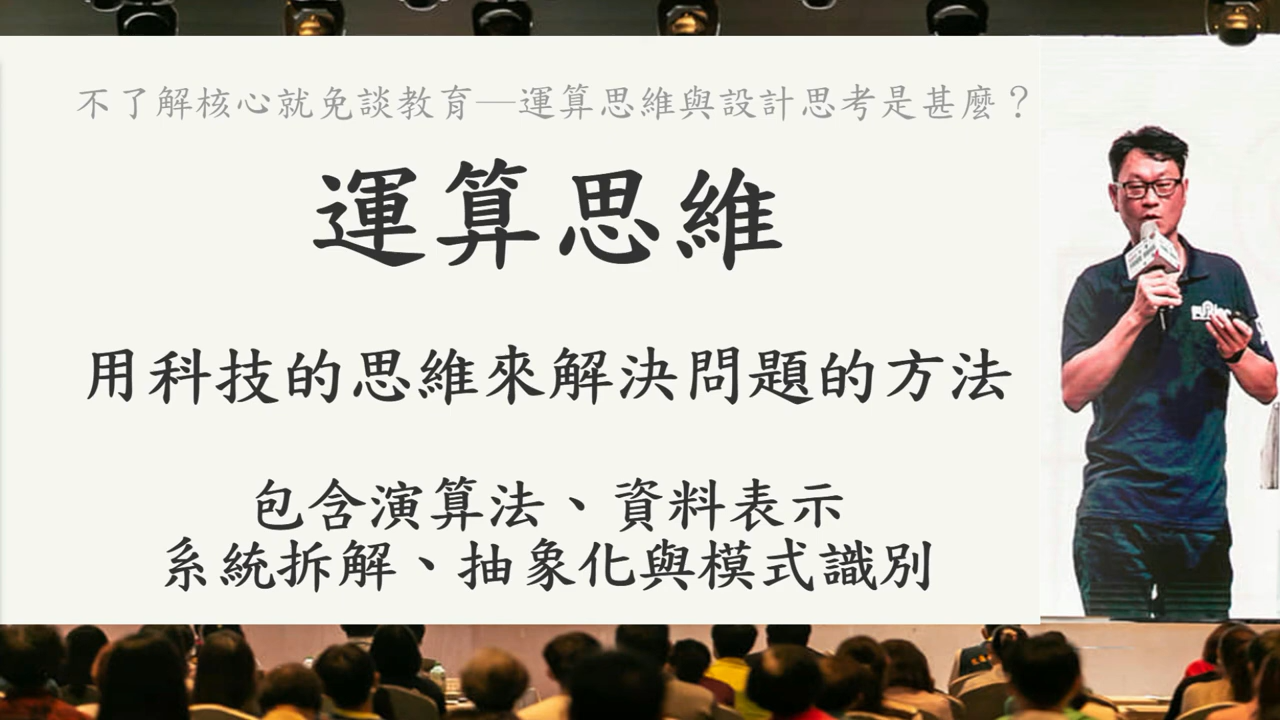 不了解核心就免談教育—運算思維與設計思考是甚麼？
運算思維
用科技的思維來解決問題的方法
包含演算法、資料表示
系統拆解、抽象化與模式識別